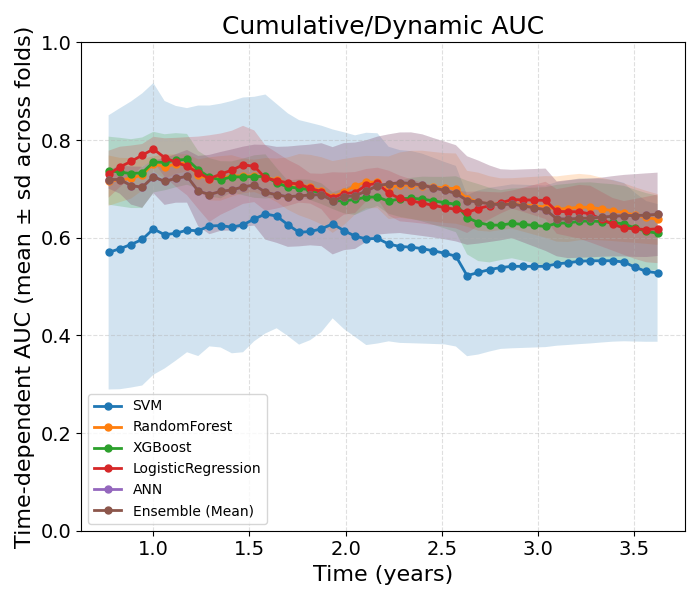 Cumulative/Dynamic AUC
Time-dependent AUC (mean ± sd across folds)
1.0
0.8
0.6
0.4
0.2
0.0
SVM
RandomForest
XGBoost
LogisticRegression
ANN
Ensemble (Mean)
1.0 1.5 2.0 2.5 3.0 3.5
Time (years)